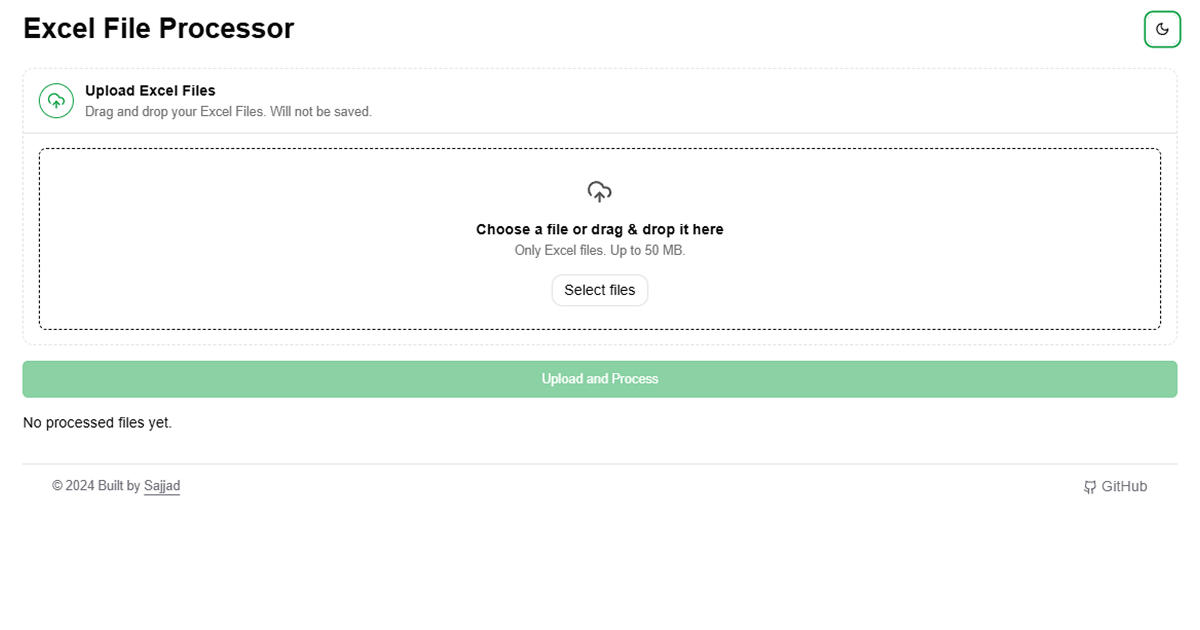 Excel File Processor
Upload Excel Files
Drag and drop your Excel Files. Will not be saved.
Choose a file or drag & drop it here
Only Excel files. Up to 50 MB.
Select files
Upload and Process
No processed files yet.
© 2024 Built by Sajjad
GitHub